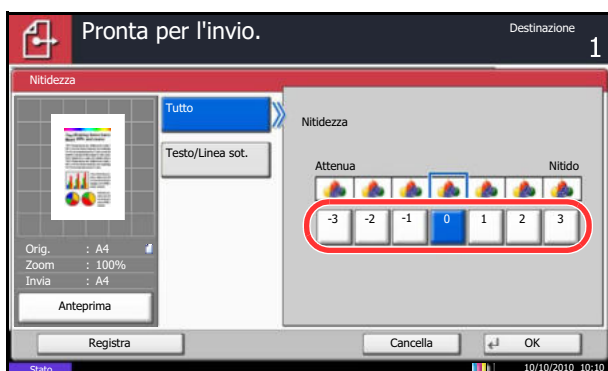 Pronta per l'invio.
Destinazione
1
Nitidezza
Tutto
Testo/Linea sot.
Nitidezza
Attenua
Nitido
-3 -2 -1 0 1 2 3
Orig. : A4
Zoom : 100%
Invia : A4
Anteprima
Registra
Cancella
OK
Stato
10/10/2010 10:10